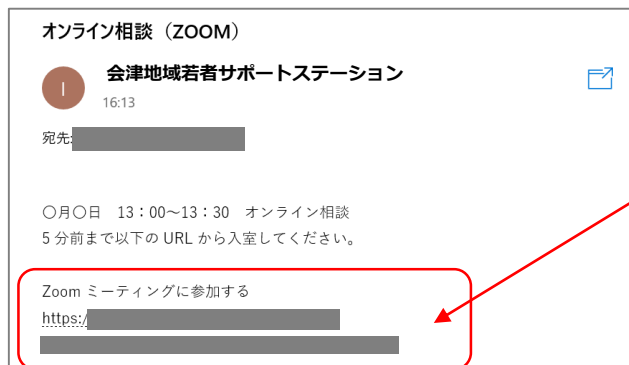 オンライン相談（ZOOM）
I
会津地域若者サポートステーション
16:13
宛先:
〇月〇日　13：00～13：30　オンライン相談
5 分前まで以下の URL から入室してください。
Zoom ミーティングに参加する
https:/